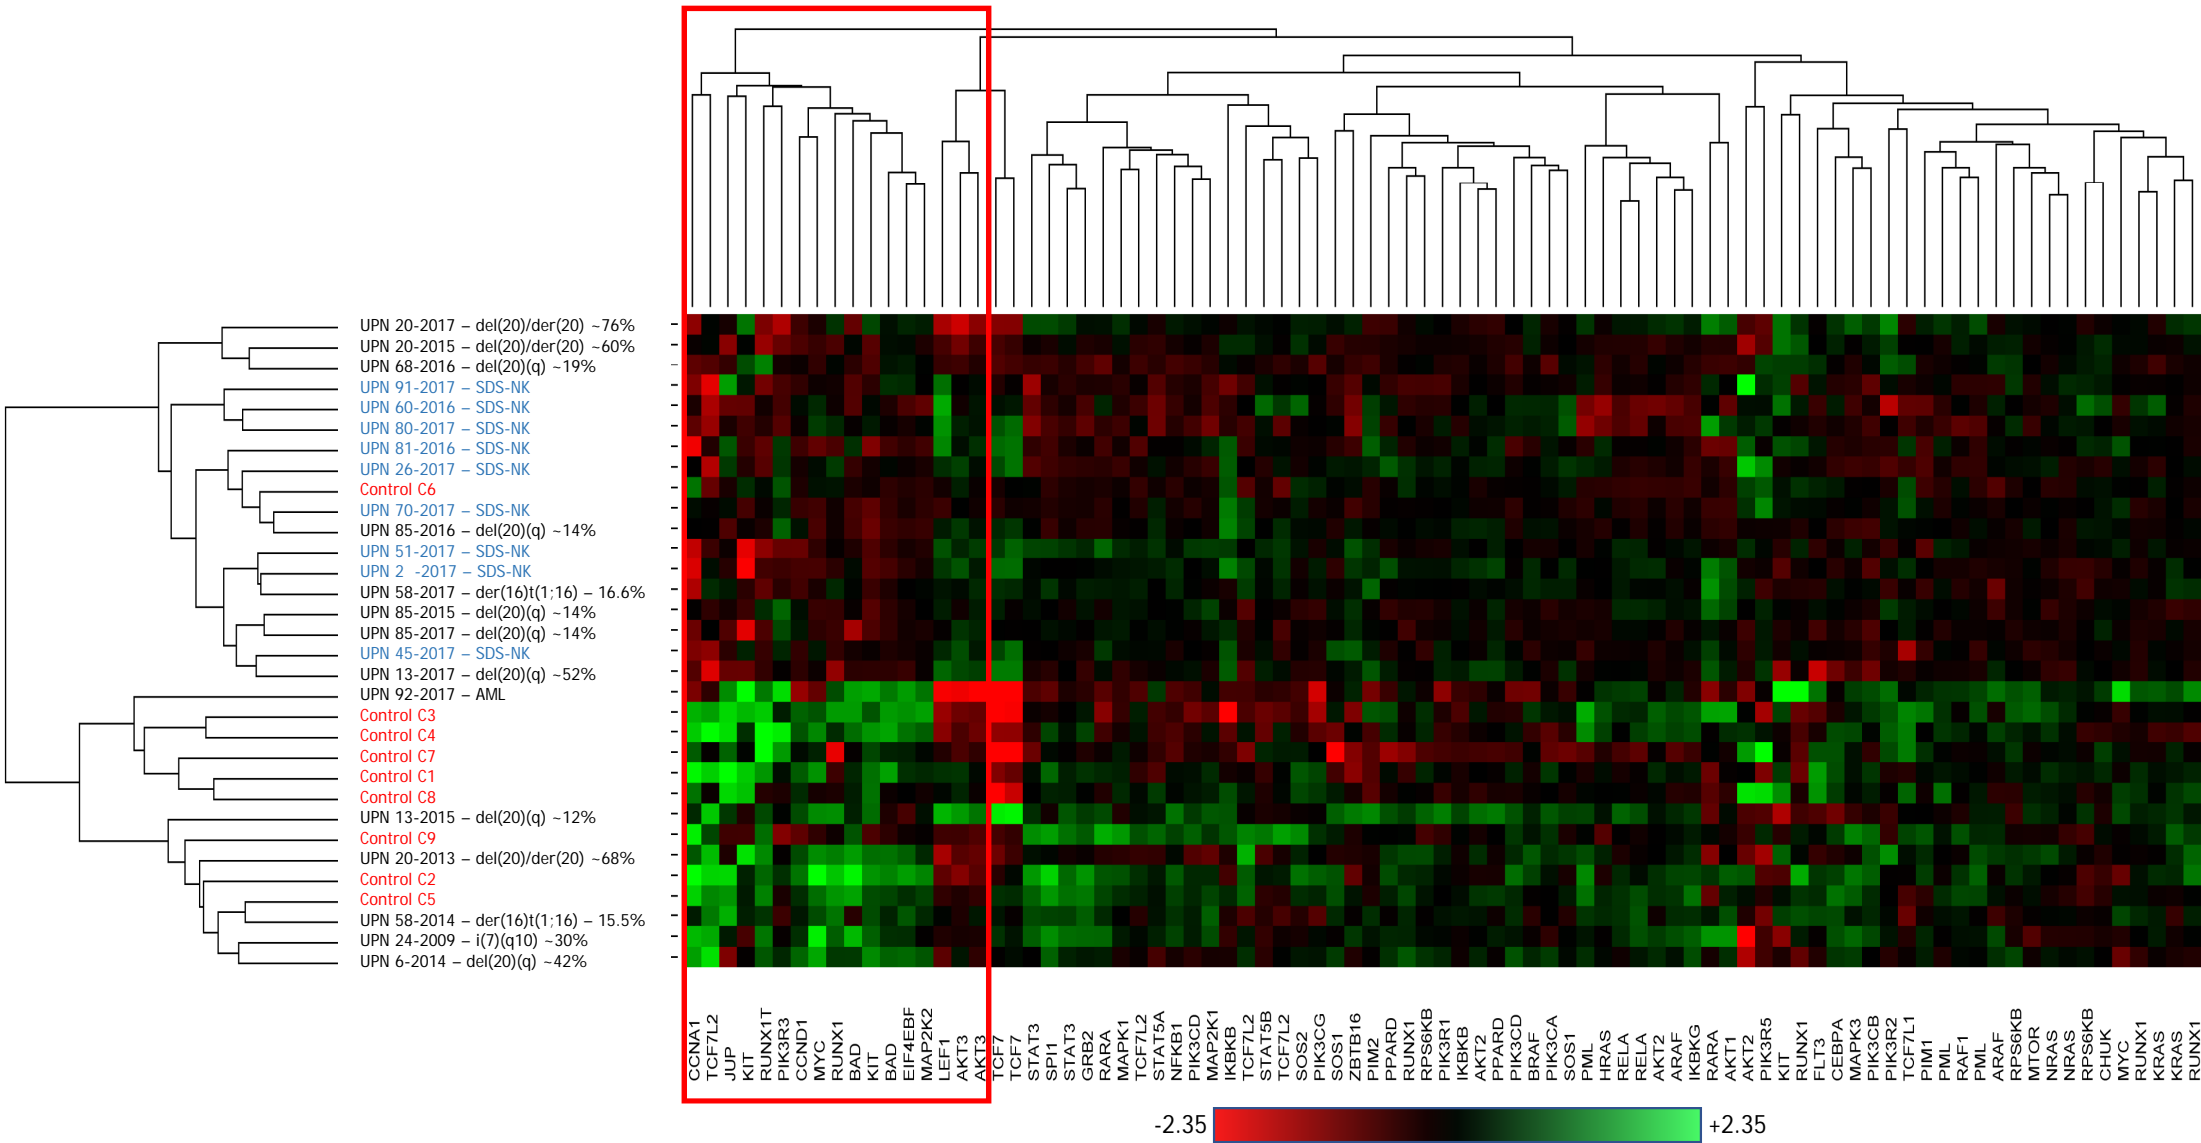 UPN 20-2017 – del(20)/der(20) ~76%
UPN 20-2015 – del(20)/der(20) ~60%
UPN 68-2016 – del(20)(q) ~19%
UPN 91-2017 – SDS-NK
UPN 60-2016 – SDS-NK
UPN 80-2017 – SDS-NK
UPN 81-2016 – SDS-NK
UPN 26-2017 – SDS-NK
Control C6
UPN 70-2017 – SDS-NK
UPN 85-2016 – del(20)(q) ~14%
UPN 51-2017 – SDS-NK
UPN 2 -2017 – SDS-NK
UPN 58-2017 – der(16)t(1;16) – 16.6%
UPN 85-2015 – del(20)(q) ~14%
UPN 85-2017 – del(20)(q) ~14%
UPN 45-2017 – SDS-NK
UPN 13-2017 – del(20)(q) ~52%
UPN 92-2017 – AML
Control C3
Control C4
Control C7
Control C1
Control C8
UPN 13-2015 – del(20)(q) ~12%
Control C9
UPN 20-2013 – del(20)/der(20) ~68%
Control C2
Control C5
UPN 58-2014 – der(16)t(1;16) – 15.5%
UPN 24-2009 – i(7)(q10) ~30%
UPN 6-2014 – del(20)(q) ~42%
CCNA1
TCF7L2
JUP
KIT
RUNX1T
PIK3R3
CCND1
MYC
RUNX1
BAD
KIT
BAD
EIF4EBF
MAP2K2
LEF1
AKT3
AKT3
TCF7
TCF7
STAT3
SPI1
STAT3
GRB2
RARA
MAPK1
TCF7L2
STAT5A
NFKB1
PIK3CD
MAP2K1
IKBKB
TCF7L2
STAT5B
TCF7L2
SOS2
PIK3CG
SOS1
ZBTB16
PIM2
PPARD
RUNX1
RPS6KB
PIK3R1
IKBKB
AKT2
PPARD
PIK3CD
BRAF
PIK3CA
SOS1
PML
HRAS
RELA
RELA
AKT2
ARAF
IKBKG
RARA
AKT1
AKT2
PIK3R5
KIT
RUNX1
FLT3
CEBPA
MAPK3
PIK3CB
PIK3R2
TCF7L1
PIM1
PML
RAF1
PML
ARAF
RPS6KB
MTOR
NRAS
NRAS
RPS6KB
CHUK
MYC
RUNX1
KRAS
KRAS
RUNX1
-2.35
+2.35